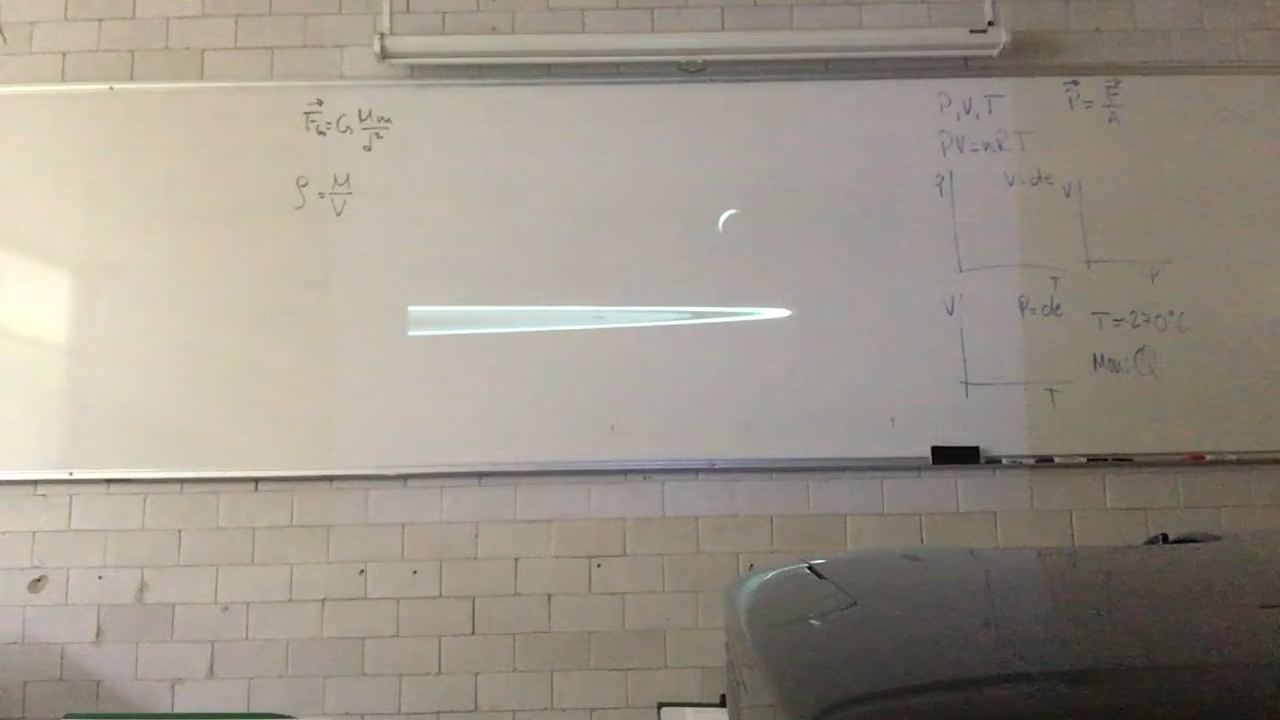 F⃗G = G Mm/d²
ρ = M/V
P, V, T
P⃗ = F⃗/A
PV = nRT
P
V = cte
V
T
P
V
P = cte
T = -270°C
T